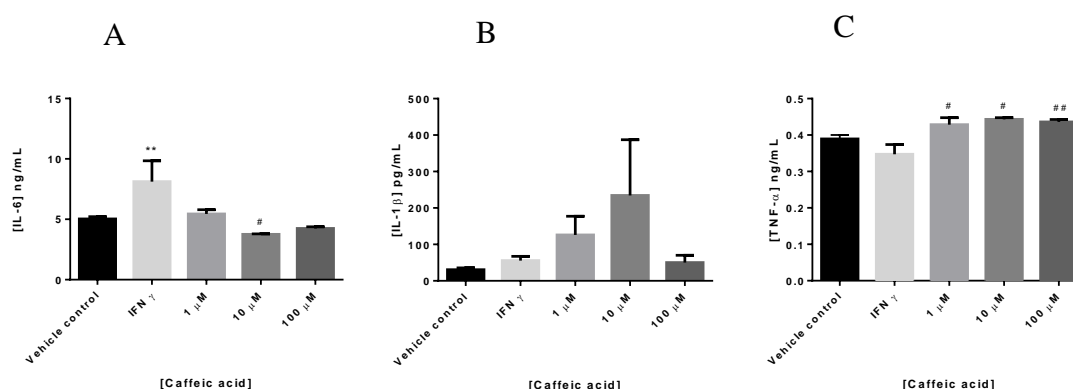 A
B
C
[IL-6] ng/mL
15
10
5
0
**
#
Vehicle control
IFN γ
1 μM
10 μM
100 μM
[Caffeic acid]
[IL-1β] pg/mL
500
400
300
200
100
0
Vehicle control
IFN γ
1 μM
10 μM
100 μM
[Caffeic acid]
[TNF-α] ng/mL
0.5
0.4
0.3
0.2
0.1
0.0
#
#
##
Vehicle control
IFN γ
1 μM
10 μM
100 μM
[Caffeic acid]